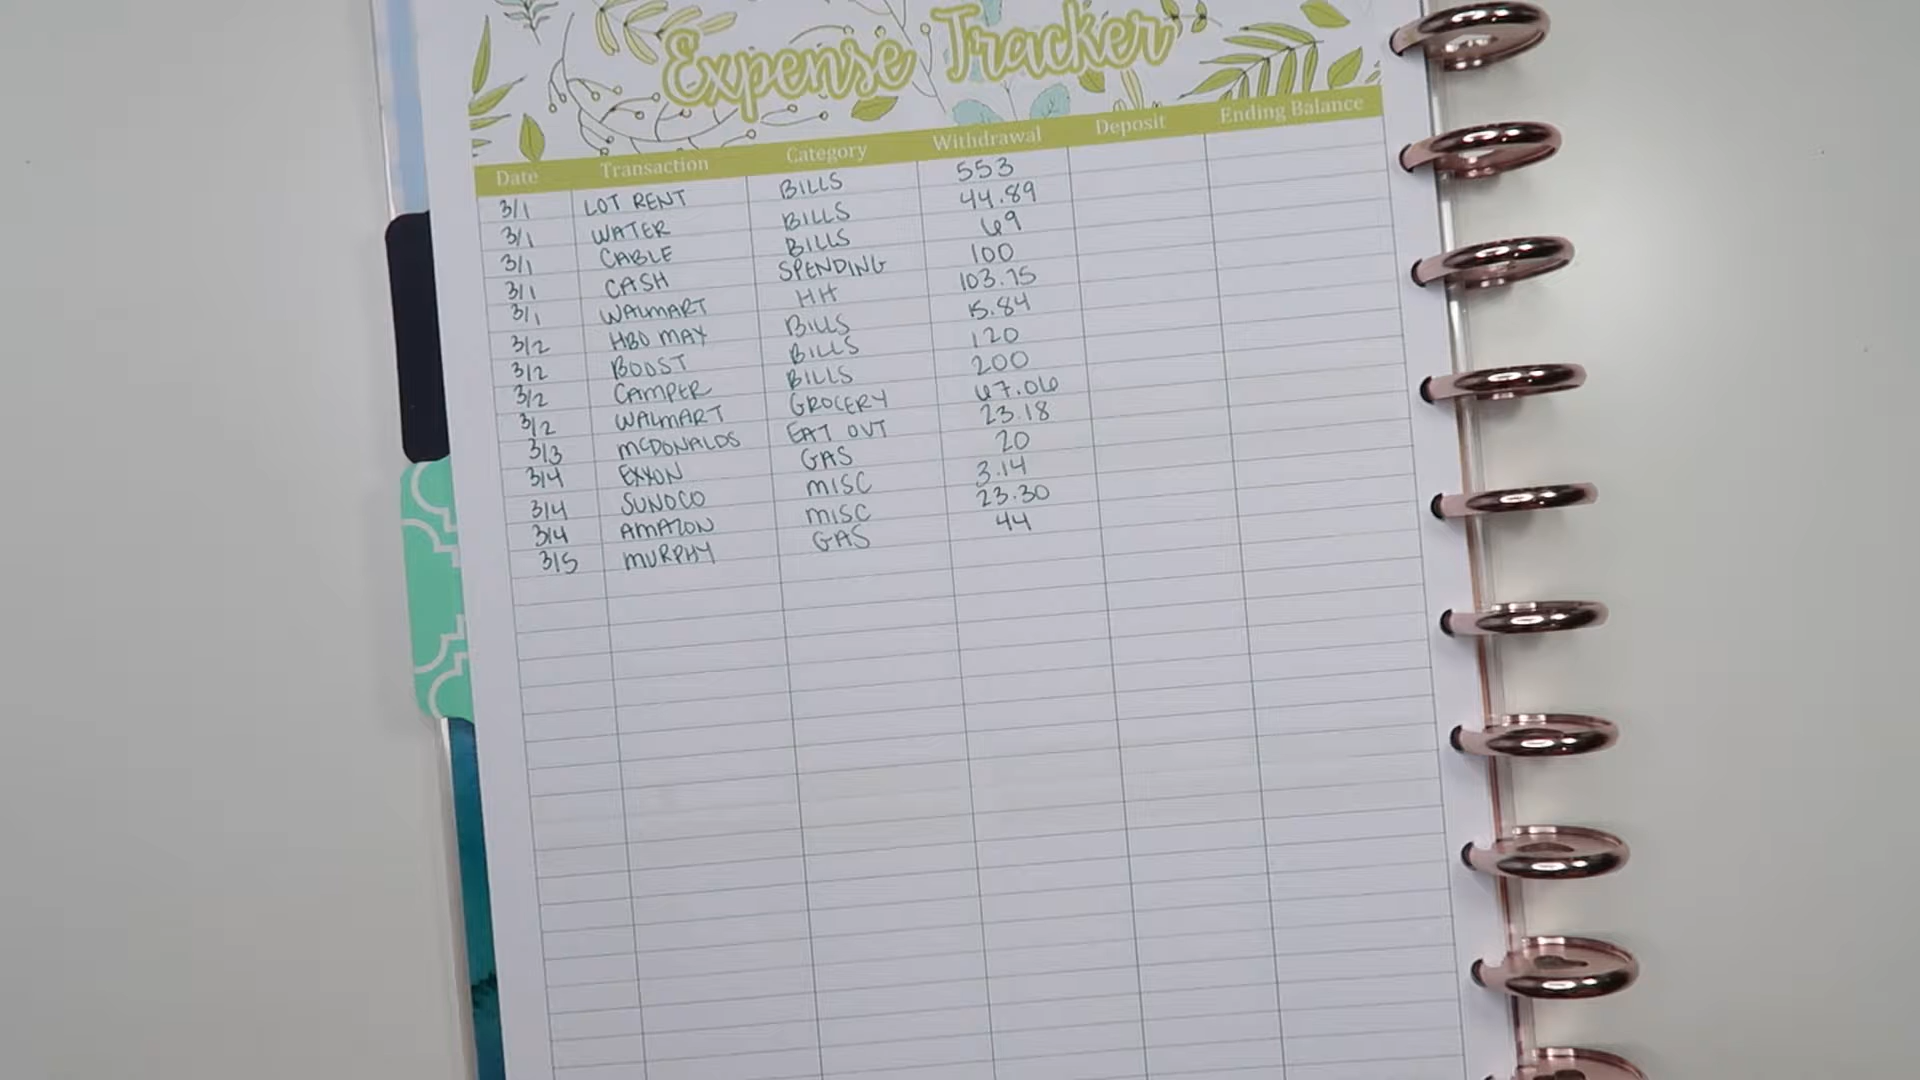 Expense Tracker
Date Transaction Category Withdrawal Deposit Ending Balance
3/1 LOT RENT BILLS 553
3/1 WATER BILLS 44.89
3/1 CABLE BILLS 69
3/1 CASH SPENDING 100
3/1 WALMART HH 103.75
3/2 HBO MAX BILLS 15.84
3/2 BOOST BILLS 120
3/2 CAMPER BILLS 200
3/2 WALMART GROCERY 67.06
3/3 MCDONALDS EAT OUT 23.18
3/4 EXXON GAS 20
3/4 SUNOCO MISC 3.14
3/4 AMAZON MISC 23.30
3/5 MURPHY GAS 44